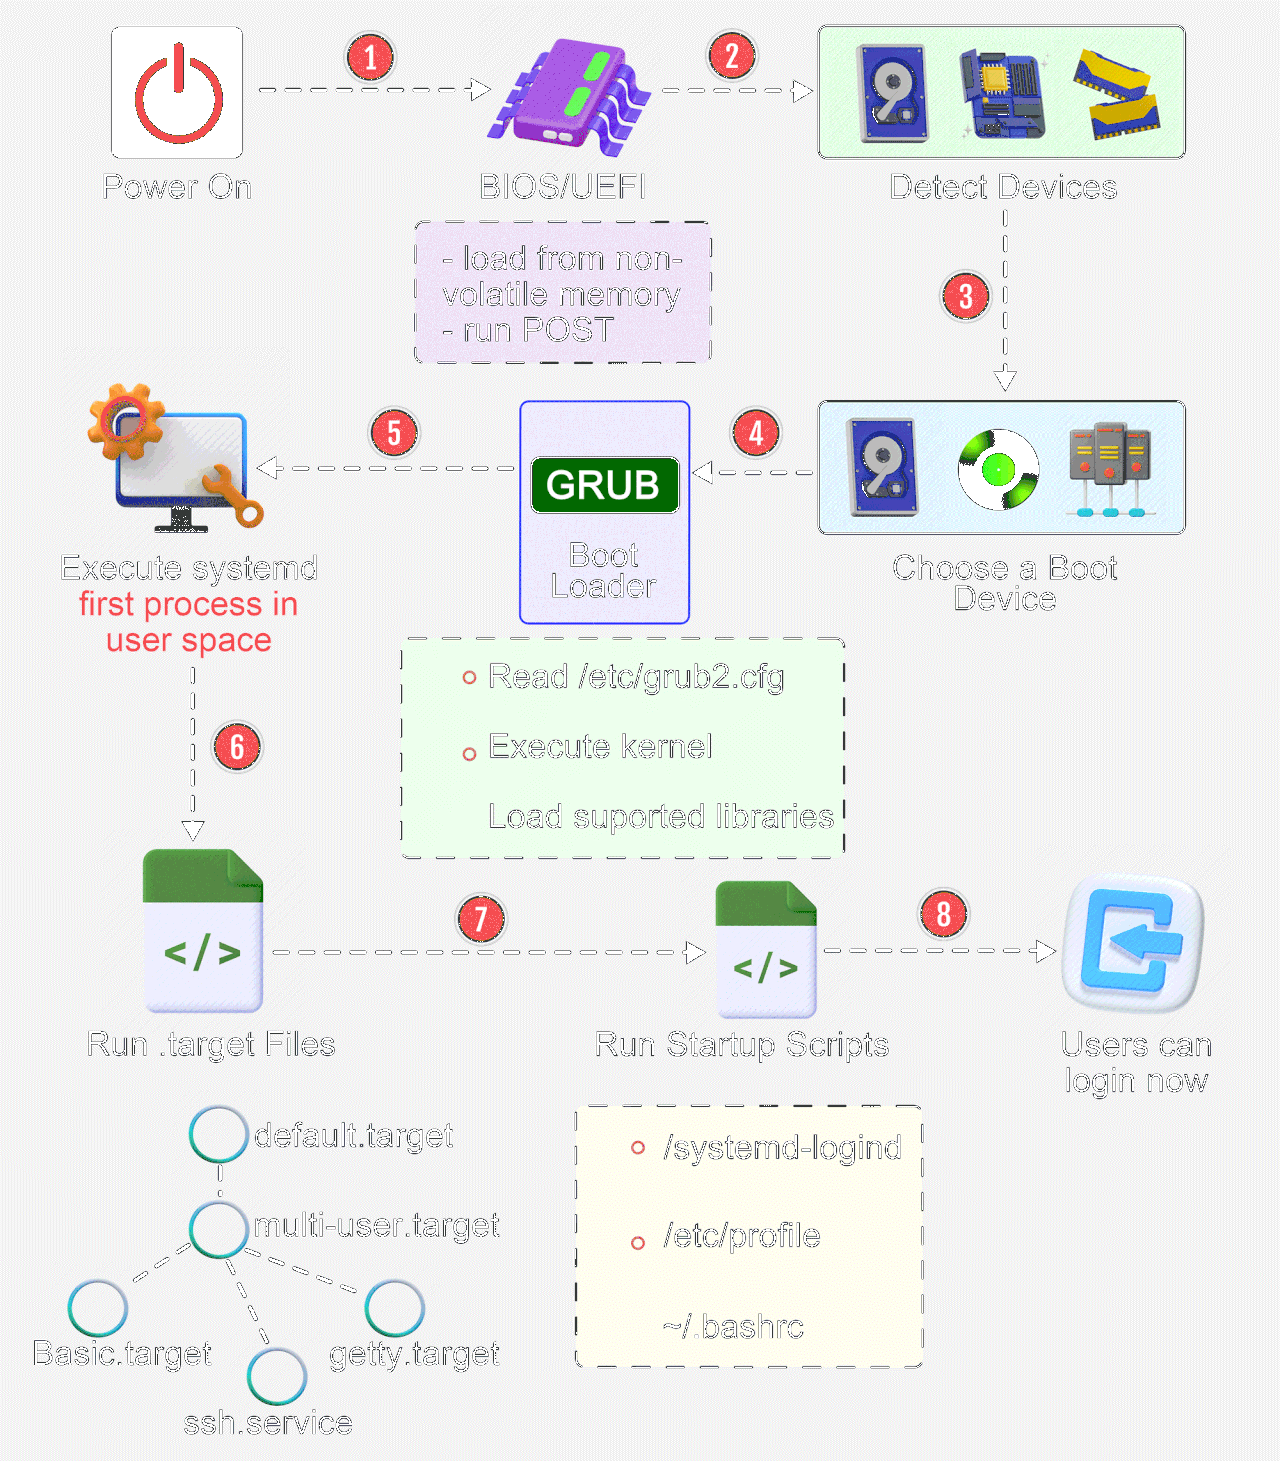 1
2
Power On
BIOS/UEFI
Detect Devices
- load from non-
volatile memory
- run POST
3
5
4
GRUB
Boot
Loader
Execute systemd
first process in
user space
Choose a Boot
Device
Read /etc/grub2.cfg
Execute kernel
Load suported libraries
6
7
8
</>
</>
Run .target Files
Run Startup Scripts
Users can
login now
default.target
multi-user.target
Basic.target
getty.target
ssh.service
/systemd-logind
/etc/profile
~/.bashrc